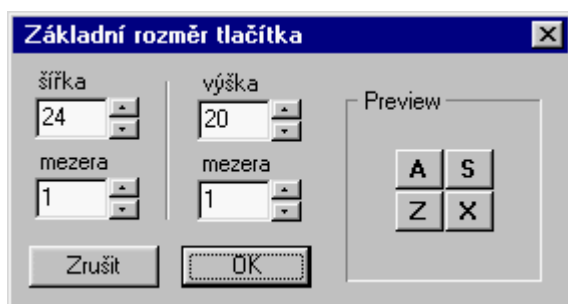 Základní rozměr tlačítka
šířka
24
mezera
1
výška
20
mezera
1
Preview
A S
Z X
Zrušit
OK